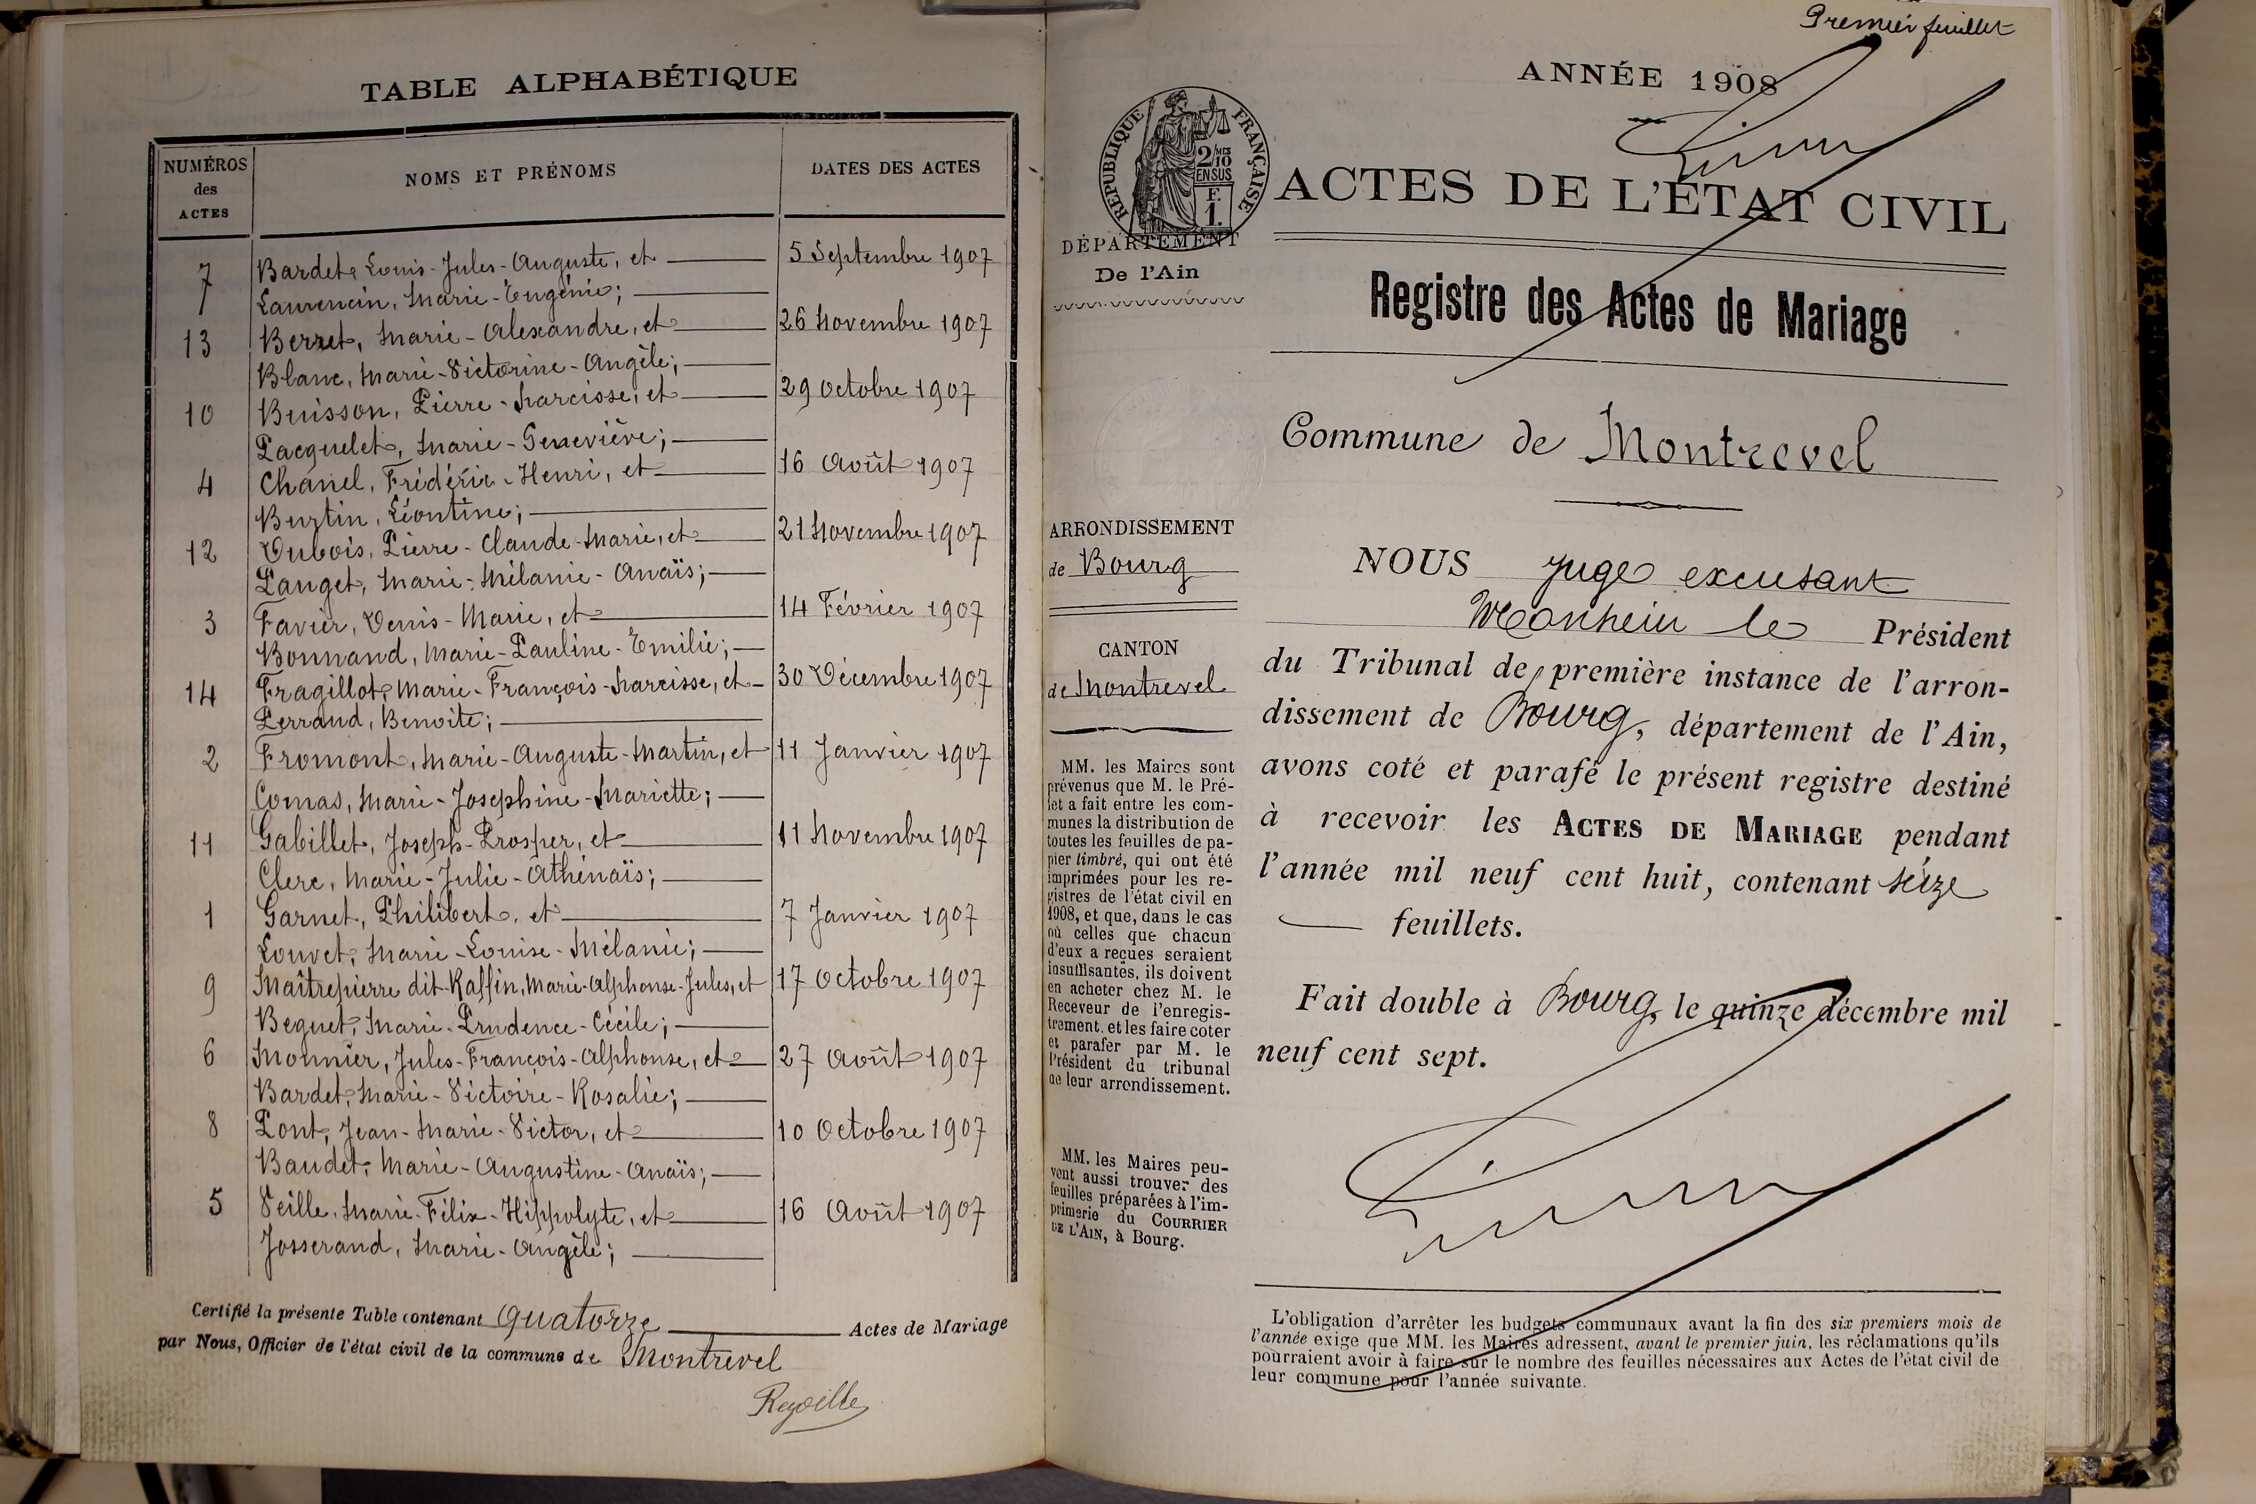 TABLE ALPHABÉTIQUE
NUMÉROS
des
ACTES
NOMS ET PRÉNOMS
DATES DES ACTES
7 Bardet, Louis-Jules-Auguste, et 5 Septembre 1907
Laurencin, Marie-Eugénie;
13 Berret, Marie-Alexandre, et 26 Novembre 1907
Blanc, Marie-Victorine-Angèle;
10 Buisson, Pierre-Narcisse, et 29 Octobre 1907
Pacquelet, Marie-Geneviève;
4 Chanel, Frédéric-Henri, et 16 Août 1907
Burtin, Léontine;
12 Dubois, Pierre-Claude-Marie, et 21 Novembre 1907
Panget, Marie-Mélanie-Anaïs;
3 Favier, Denis-Marie, et 14 Février 1907
Bonnand, Marie-Pauline-Emilie;
14 Fragillot, Marie-François-Narcisse, et 30 Décembre 1907
Perraud, Benoite;
2 Fromont, Marie-Auguste-Martin, et 11 Janvier 1907
Comas, Marie-Joséphine-Mariette;
11 Gabillet, Joseph-Prosper, et 11 Novembre 1907
Clerc, Marie-Julie-Athénaïs;
1 Garnet, Philibert, et 7 Janvier 1907
Louvet, Marie-Louise-Mélanie;
9 Maîtrepierre dit Raffin, Marie-Alphonse-Jules, et 17 Octobre 1907
Beguet, Marie-Prudence-Cécile;
6 Monnier, Jules-François-Alphonse, et 27 Août 1907
Bardet, Marie-Victoire-Rosalie;
8 Pont, Jean-Marie-Victor, et 10 Octobre 1907
Baudet, Marie-Augustine-Anaïs;
5 Veille, Marie-Félix-Hippolyte, et 16 Août 1907
Josserand, Marie-Angèle;
Certifié la présente Table contenant Quatorze Actes de Mariage
par Nous, Officier de l'état civil de la commune de Montrevel
Premier feuillet
ANNÉE 1908
RÉPUBLIQUE FRANÇAISE
2/10 MES
EN SUS
F.
1.
ACTES DE L'ÉTAT CIVIL
DÉPARTEMENT
De l'Ain
Registre des Actes de Mariage
Commune de Montrevel
ARRONDISSEMENT
de Bourg
CANTON
de Montrevel
MM. les Maires sont
prévenus que M. le Pré-
fet a fait entre les com-
munes la distribution de
toutes les feuilles de pa-
pier timbré, qui ont été
imprimées pour les re-
gistres de l'état civil en
1908, et que, dans le cas
où celles que chacun
d'eux a reçues seraient
insuffisantes, ils doivent
en acheter chez M. le
Receveur de l'enregis-
trement, et les faire coter
et parafer par M. le
Président du tribunal
de leur arrondissement.
MM. les Maires peu-
vent aussi trouver des
feuilles préparées à l'im-
primerie du COURRIER
DE L'AIN, à Bourg.
NOUS Juge excusant
le Président
du Tribunal de première instance de l'arron-
dissement de Bourg, département de l'Ain,
avons coté et parafé le présent registre destiné
à recevoir les ACTES DE MARIAGE pendant
l'année mil neuf cent huit, contenant seize
feuillets.
Fait double à Bourg, le quinze décembre mil
neuf cent sept.
L'obligation d'arrêter les budgets communaux avant la fin des six premiers mois de
l'année exige que MM. les Maires adressent, avant le premier juin, les réclamations qu'ils
pourraient avoir à faire sur le nombre des feuilles nécessaires aux Actes de l'état civil de
leur commune pour l'année suivante.